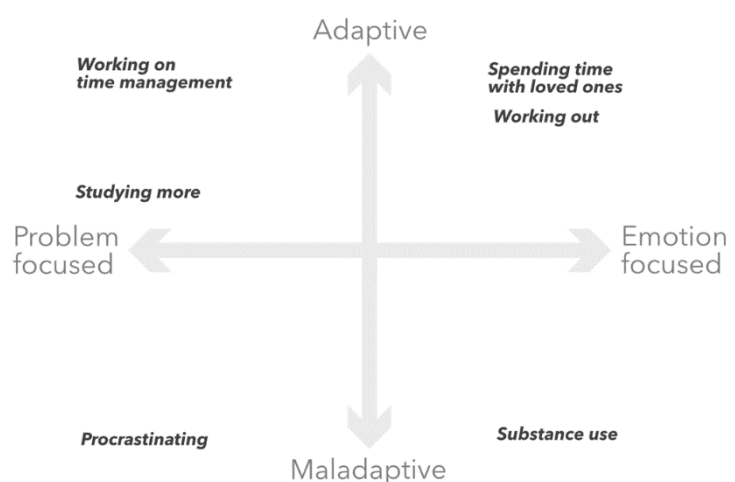 Adaptive
Working on
time management
Spending time
with loved ones
Working out
Studying more
Problem
focused
Emotion
focused
Procrastinating
Substance use
Maladaptive